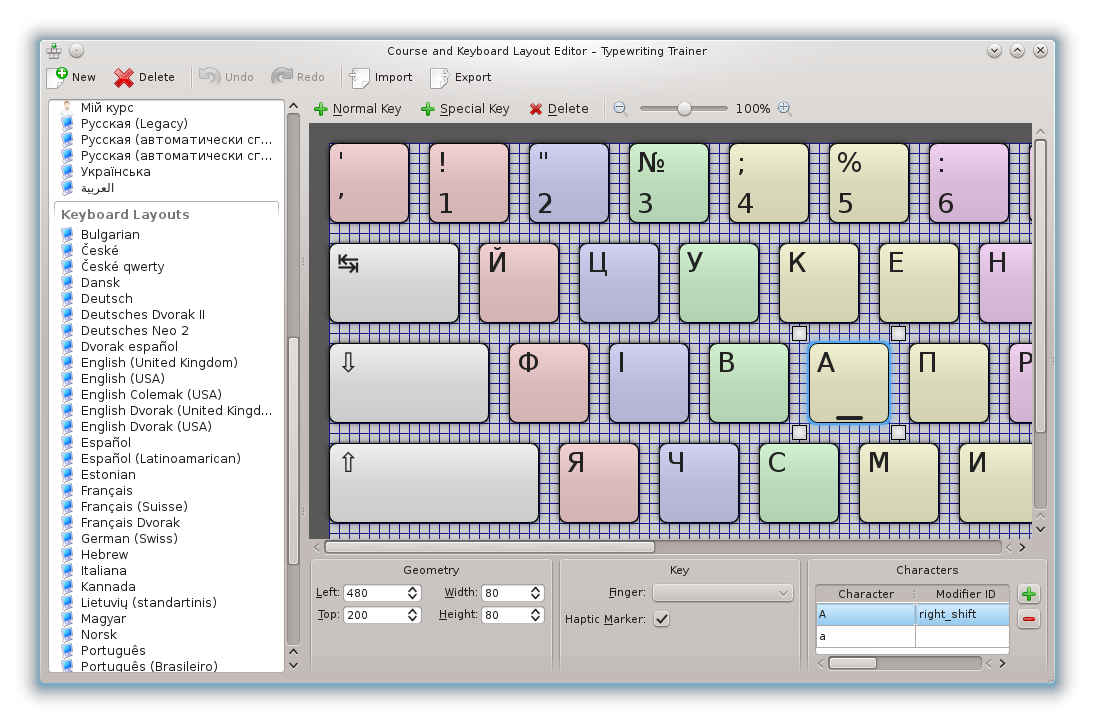 Course and Keyboard Layout Editor – Typewriting Trainer
New Delete Undo Redo Import Export
Normal Key Special Key Delete 100%
Мій курс
Русская (Legacy)
Русская (автоматически сг...
Русская (автоматически сг...
Українська
العربية
Keyboard Layouts
Bulgarian
České
České qwerty
Dansk
Deutsch
Deutsches Dvorak II
Deutsches Neo 2
Dvorak español
English (United Kingdom)
English (USA)
English Colemak (USA)
English Dvorak (United Kingd...
English Dvorak (USA)
Español
Español (Latinoamarican)
Estonian
Français
Français (Suisse)
Français Dvorak
German (Swiss)
Hebrew
Italiana
Kannada
Lietuvių (standartinis)
Magyar
Norsk
Português
Português (Brasileiro)
' ! " № ; % :
’ 1 2 3 4 5 6
Й Ц У К Е Н
Ф І В А П Р
Я Ч С М И
Geometry
Left: 480 Width: 80
Top: 200 Height: 80
Key
Finger:
Haptic Marker:
Characters
Character Modifier ID
А right_shift
а